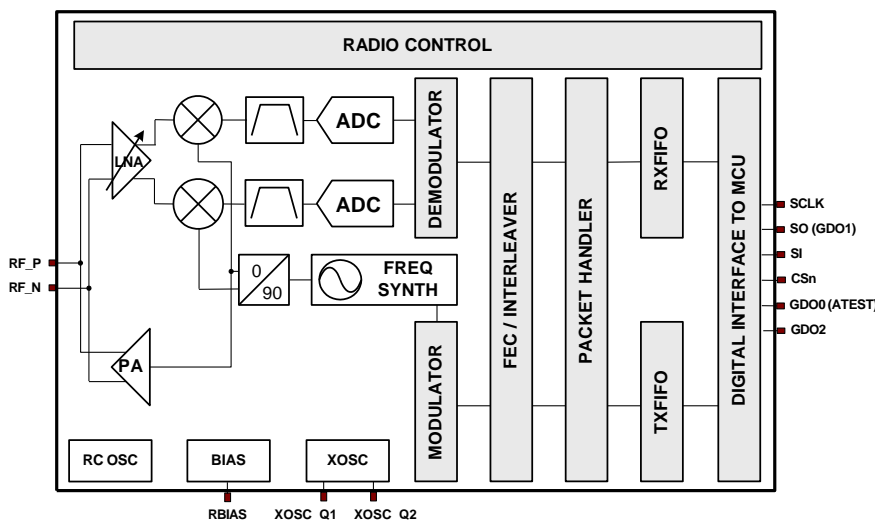 RADIO CONTROL
LNA
ADC
ADC
DEMODULATOR
FEC / INTERLEAVER
PACKET HANDLER
RXFIFO
DIGITAL INTERFACE TO MCU
SCLK
SO (GDO1)
SI
CSn
GDO0 (ATEST)
GDO2
RF_P
RF_N
0
90
FREQ
SYNTH
PA
MODULATOR
TXFIFO
RC OSC
BIAS
XOSC
RBIAS
XOSC_Q1
XOSC_Q2